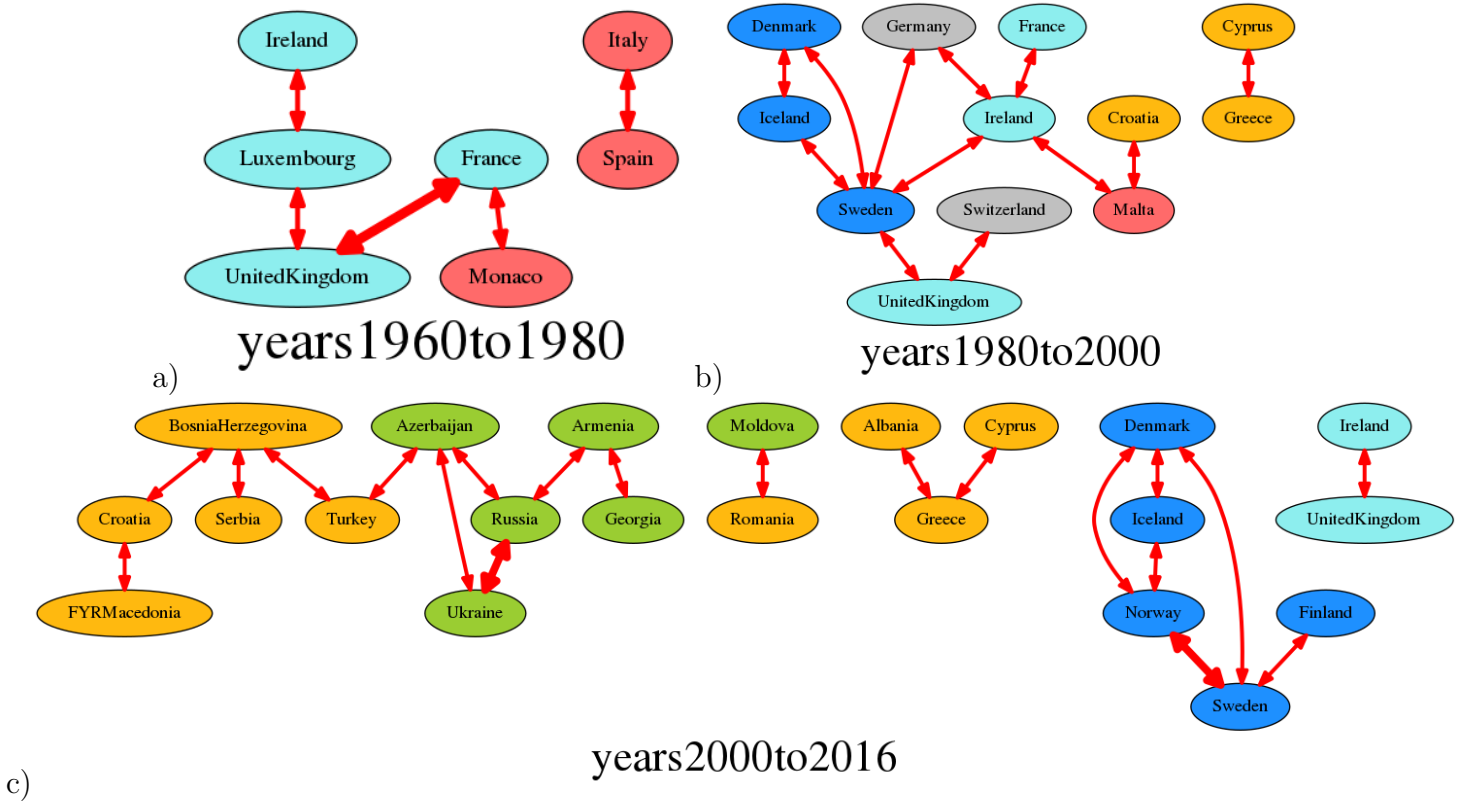 Ireland
Italy
Luxembourg
France
Spain
UnitedKingdom
Monaco
years1960to1980
a)
Denmark
Germany
France
Cyprus
Iceland
Ireland
Croatia
Greece
Sweden
Switzerland
Malta
UnitedKingdom
years1980to2000
b)
BosniaHerzegovina
Azerbaijan
Armenia
Moldova
Albania
Cyprus
Denmark
Ireland
Croatia
Serbia
Turkey
Russia
Georgia
Romania
Greece
Iceland
UnitedKingdom
FYRMacedonia
Ukraine
Norway
Finland
Sweden
years2000to2016
c)